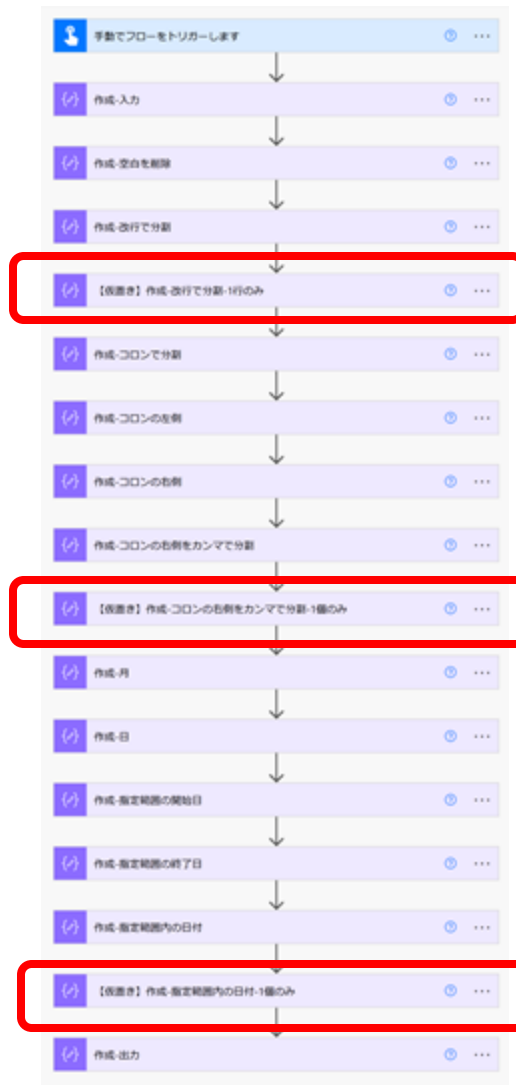 手動でフローをトリガーします
作成-入力
作成-空白を削除
作成-改行で分割
【仮置き】作成-改行で分割-1行のみ
作成-コロンで分割
作成-コロンの左側
作成-コロンの右側
作成-コロンの右側をカンマで分割
【仮置き】作成-コロンの右側をカンマで分割-1個のみ
作成-月
作成-日
作成-指定範囲の開始日
作成-指定範囲の終了日
作成-指定範囲内の日付
【仮置き】作成-指定範囲内の日付-1個のみ
作成-出力